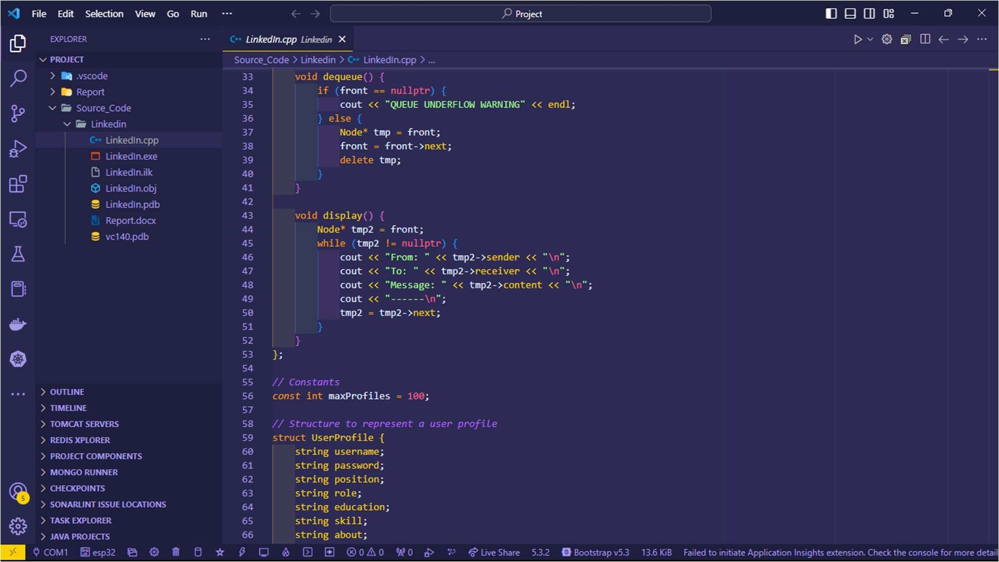 File Edit Selection View Go Run ...
Project
EXPLORER ...
LinkedIn.cpp Linkedin
PROJECT
Source_Code > Linkedin > LinkedIn.cpp > ...
.vscode
Report
Source_Code
Linkedin
LinkedIn.cpp
LinkedIn.exe
LinkedIn.ilk
LinkedIn.obj
LinkedIn.pdb
Report.docx
vc140.pdb
OUTLINE
TIMELINE
TOMCAT SERVERS
REDIS XPLORER
PROJECT COMPONENTS
MONGO RUNNER
CHECKPOINTS
SONARLINT ISSUE LOCATIONS
TASK EXPLORER
JAVA PROJECTS
5
33 void dequeue() {
34 if (front == nullptr) {
35 cout << "QUEUE UNDERFLOW WARNING" << endl;
36 } else {
37 Node* tmp = front;
38 front = front->next;
39 delete tmp;
40 }
41 }
42
43 void display() {
44 Node* tmp2 = front;
45 while (tmp2 != nullptr) {
46 cout << "From: " << tmp2->sender << "\n";
47 cout << "To: " << tmp2->receiver << "\n";
48 cout << "Message: " << tmp2->content << "\n";
49 cout << "------\n";
50 tmp2 = tmp2->next;
51 }
52 }
53 };
54
55 // Constants
56 const int maxProfiles = 100;
57
58 // Structure to represent a user profile
59 struct UserProfile {
60 string username;
61 string password;
62 string position;
63 string role;
64 string education;
65 string skill;
66 string about;
COM1 esp32 0 0 0 Live Share 5.3.2 Bootstrap v5.3 13.6 KiB Failed to initiate Application Insights extension. Check the console for more detail